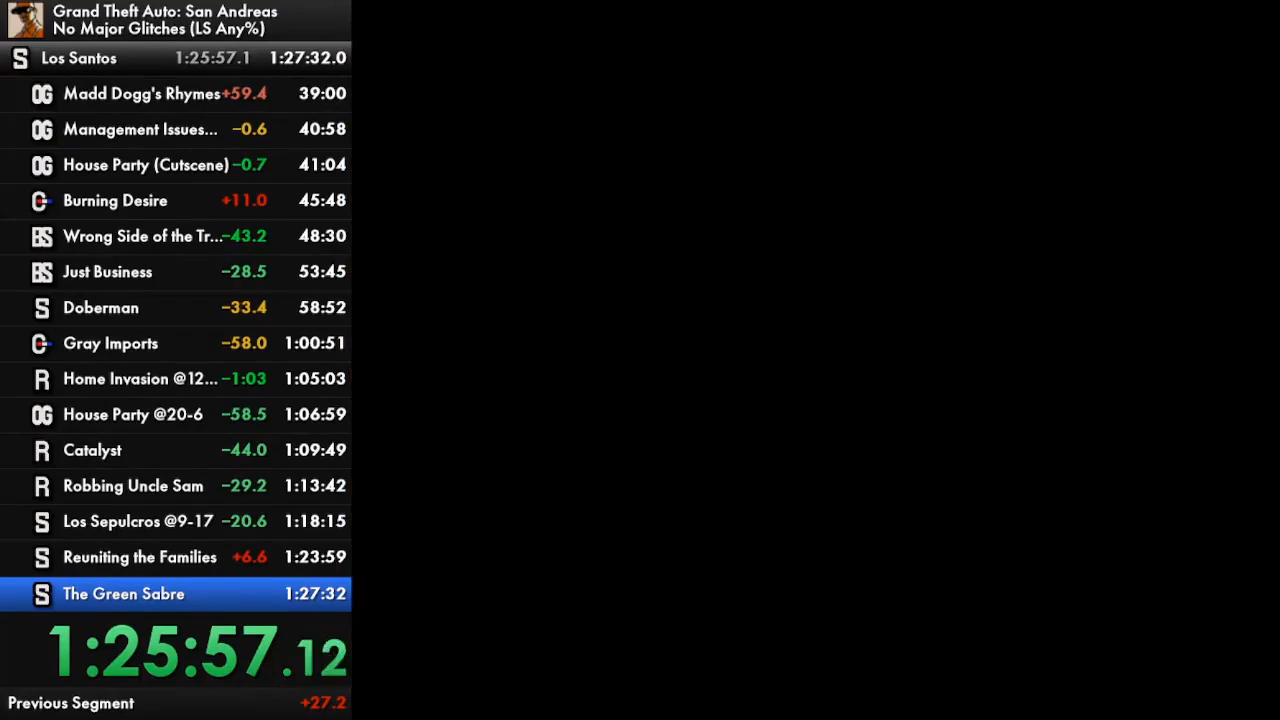 Grand Theft Auto: San Andreas
No Major Glitches (LS Any%)
S Los Santos 1:25:57.1 1:27:32.0
OG Madd Dogg's Rhymes +59.4 39:00
OG Management Issues... −0.6 40:58
OG House Party (Cutscene) −0.7 41:04
C Burning Desire +11.0 45:48
BS Wrong Side of the Tr... −43.2 48:30
BS Just Business −28.5 53:45
S Doberman −33.4 58:52
C Gray Imports −58.0 1:00:51
R Home Invasion @12... −1:03 1:05:03
OG House Party @20-6 −58.5 1:06:59
R Catalyst −44.0 1:09:49
R Robbing Uncle Sam −29.2 1:13:42
S Los Sepulcros @9-17 −20.6 1:18:15
S Reuniting the Families +6.6 1:23:59
S The Green Sabre 1:27:32
1:25:57.12
Previous Segment +27.2